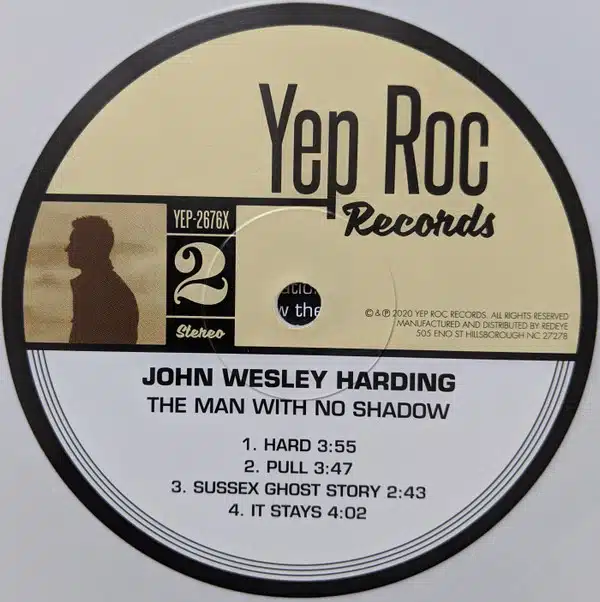 Yep Roc
Records
YEP-2676X
2
Stereo
w the
© & ℗ 2020 YEP ROC RECORDS. ALL RIGHTS RESERVED
MANUFACTURED AND DISTRIBUTED BY REDEYE
505 ENO ST HILLSBOROUGH NC 27278
JOHN WESLEY HARDING
THE MAN WITH NO SHADOW
1. HARD 3:55
2. PULL 3:47
3. SUSSEX GHOST STORY 2:43
4. IT STAYS 4:02